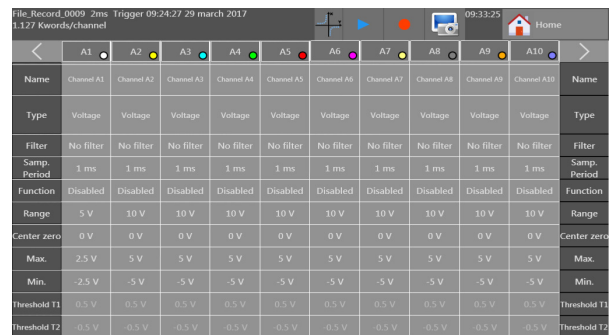 File_Record_0009 2ms Trigger 09:24:27 29 march 2017
1.127 Kwords/channel
09:33:25
Home
A1 A2 A3 A4 A5 A6 A7 A8 A9 A10
Name Channel A1 Channel A2 Channel A3 Channel A4 Channel A5 Channel A6 Channel A7 Channel A8 Channel A9 Channel A10 Name
Type Voltage Voltage Voltage Voltage Voltage Voltage Voltage Voltage Voltage Voltage Type
Filter No filter No filter No filter No filter No filter No filter No filter No filter No filter No filter Filter
Samp. Period 1 ms 1 ms 1 ms 1 ms 1 ms 1 ms 1 ms 1 ms 1 ms 1 ms Samp. Period
Function Disabled Disabled Disabled Disabled Disabled Disabled Disabled Disabled Disabled Disabled Function
Range 5 V 10 V 10 V 10 V 10 V 10 V 10 V 10 V 10 V 10 V Range
Center zero 0 V 0 V 0 V 0 V 0 V 0 V 0 V 0 V 0 V 0 V Center zero
Max. 2.5 V 5 V 5 V 5 V 5 V 5 V 5 V 5 V 5 V 5 V Max.
Min. -2.5 V -5 V -5 V -5 V -5 V -5 V -5 V -5 V -5 V -5 V Min.
Threshold T1 0.5 V 0.5 V 0.5 V 0.5 V 0.5 V 0.5 V 0.5 V 0.5 V 0.5 V 0.5 V Threshold T1
Threshold T2 -0.5 V -0.5 V -0.5 V -0.5 V -0.5 V -0.5 V -0.5 V -0.5 V -0.5 V -0.5 V Threshold T2